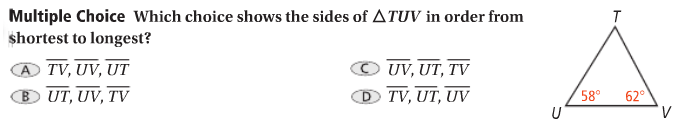 Multiple Choice Which choice shows the sides of △TUV in order from
shortest to longest?
A TV, UV, UT
B UT, UV, TV
C UV, UT, TV
D TV, UT, UV
T
58°
62°
U
V